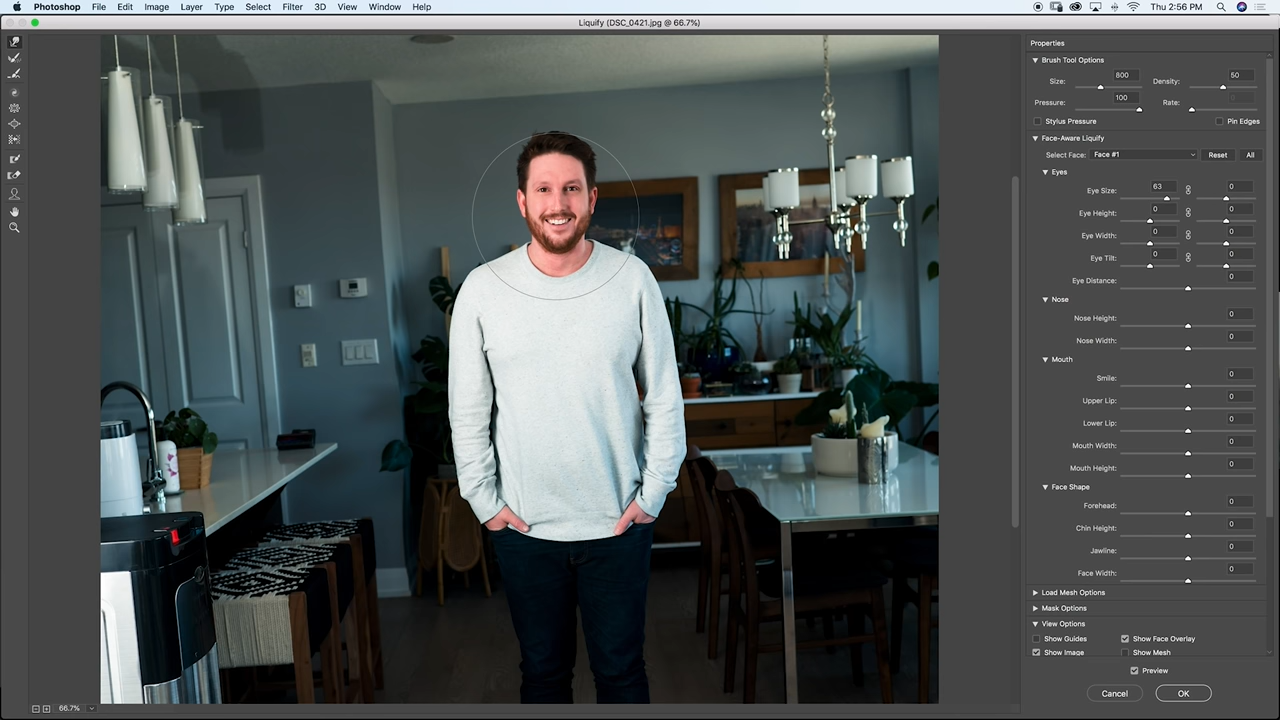 Photoshop File Edit Image Layer Type Select Filter 3D View Window Help Thu 2:56 PM
Liquify (DSC_0421.jpg @ 66.7%)
Properties
Brush Tool Options
Size: 800 Density: 50
Pressure: 100 Rate: 0
Stylus Pressure Pin Edges
Face-Aware Liquify
Select Face: Face #1 Reset All
Eyes
Eye Size: 63 0
Eye Height: 0 0
Eye Width: 0 0
Eye Tilt: 0 0
Eye Distance: 0
Nose
Nose Height: 0
Nose Width: 0
Mouth
Smile: 0
Upper Lip: 0
Lower Lip: 0
Mouth Width: 0
Mouth Height: 0
Face Shape
Forehead: 0
Chin Height: 0
Jawline: 0
Face Width: 0
Load Mesh Options
Mask Options
View Options
Show Guides Show Face Overlay
Show Image Show Mesh
Preview
Cancel OK
66.7%